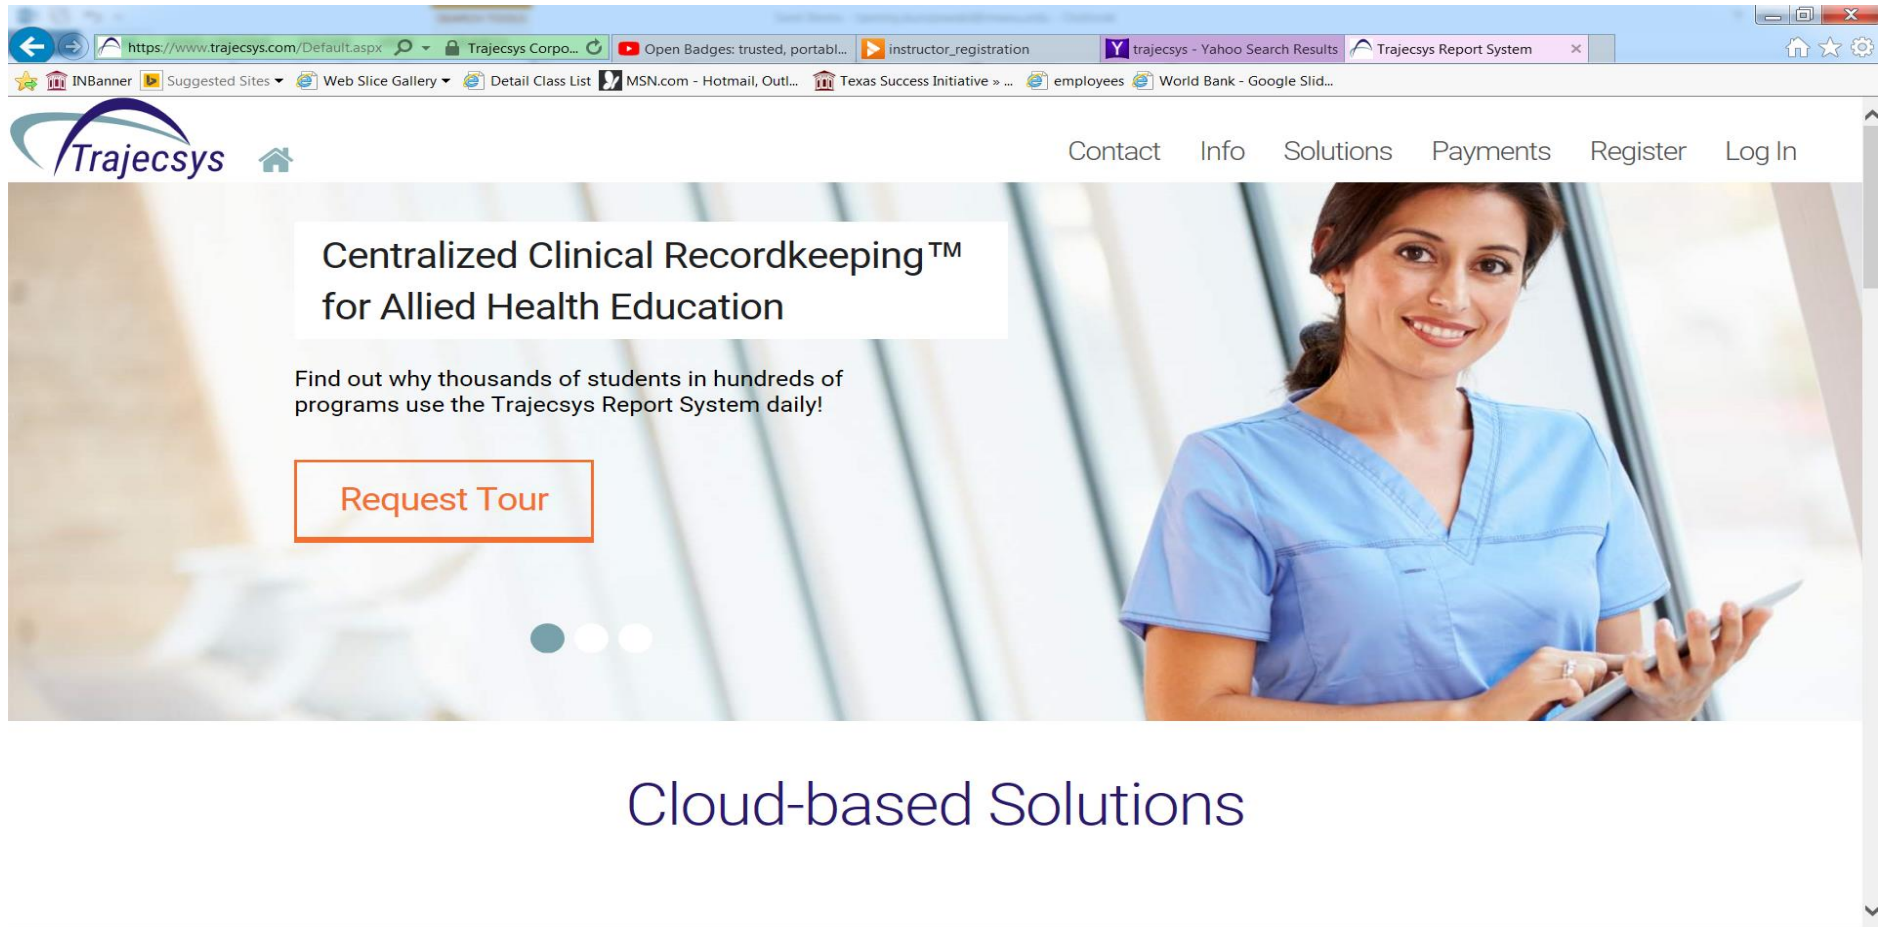 https://www.trajecsys.com/Default.aspx
Trajecsys Corpo...
Open Badges: trusted, portabl...
instructor_registration
trajecsys - Yahoo Search Results
Trajecsys Report System
INBanner
Suggested Sites
Web Slice Gallery
Detail Class List
MSN.com - Hotmail, Outl...
Texas Success Initiative » ...
employees
World Bank - Google Slid...
Trajecsys
Contact
Info
Solutions
Payments
Register
Log In
Centralized Clinical Recordkeeping™
for Allied Health Education
Find out why thousands of students in hundreds of
programs use the Trajecsys Report System daily!
Request Tour
Cloud-based Solutions